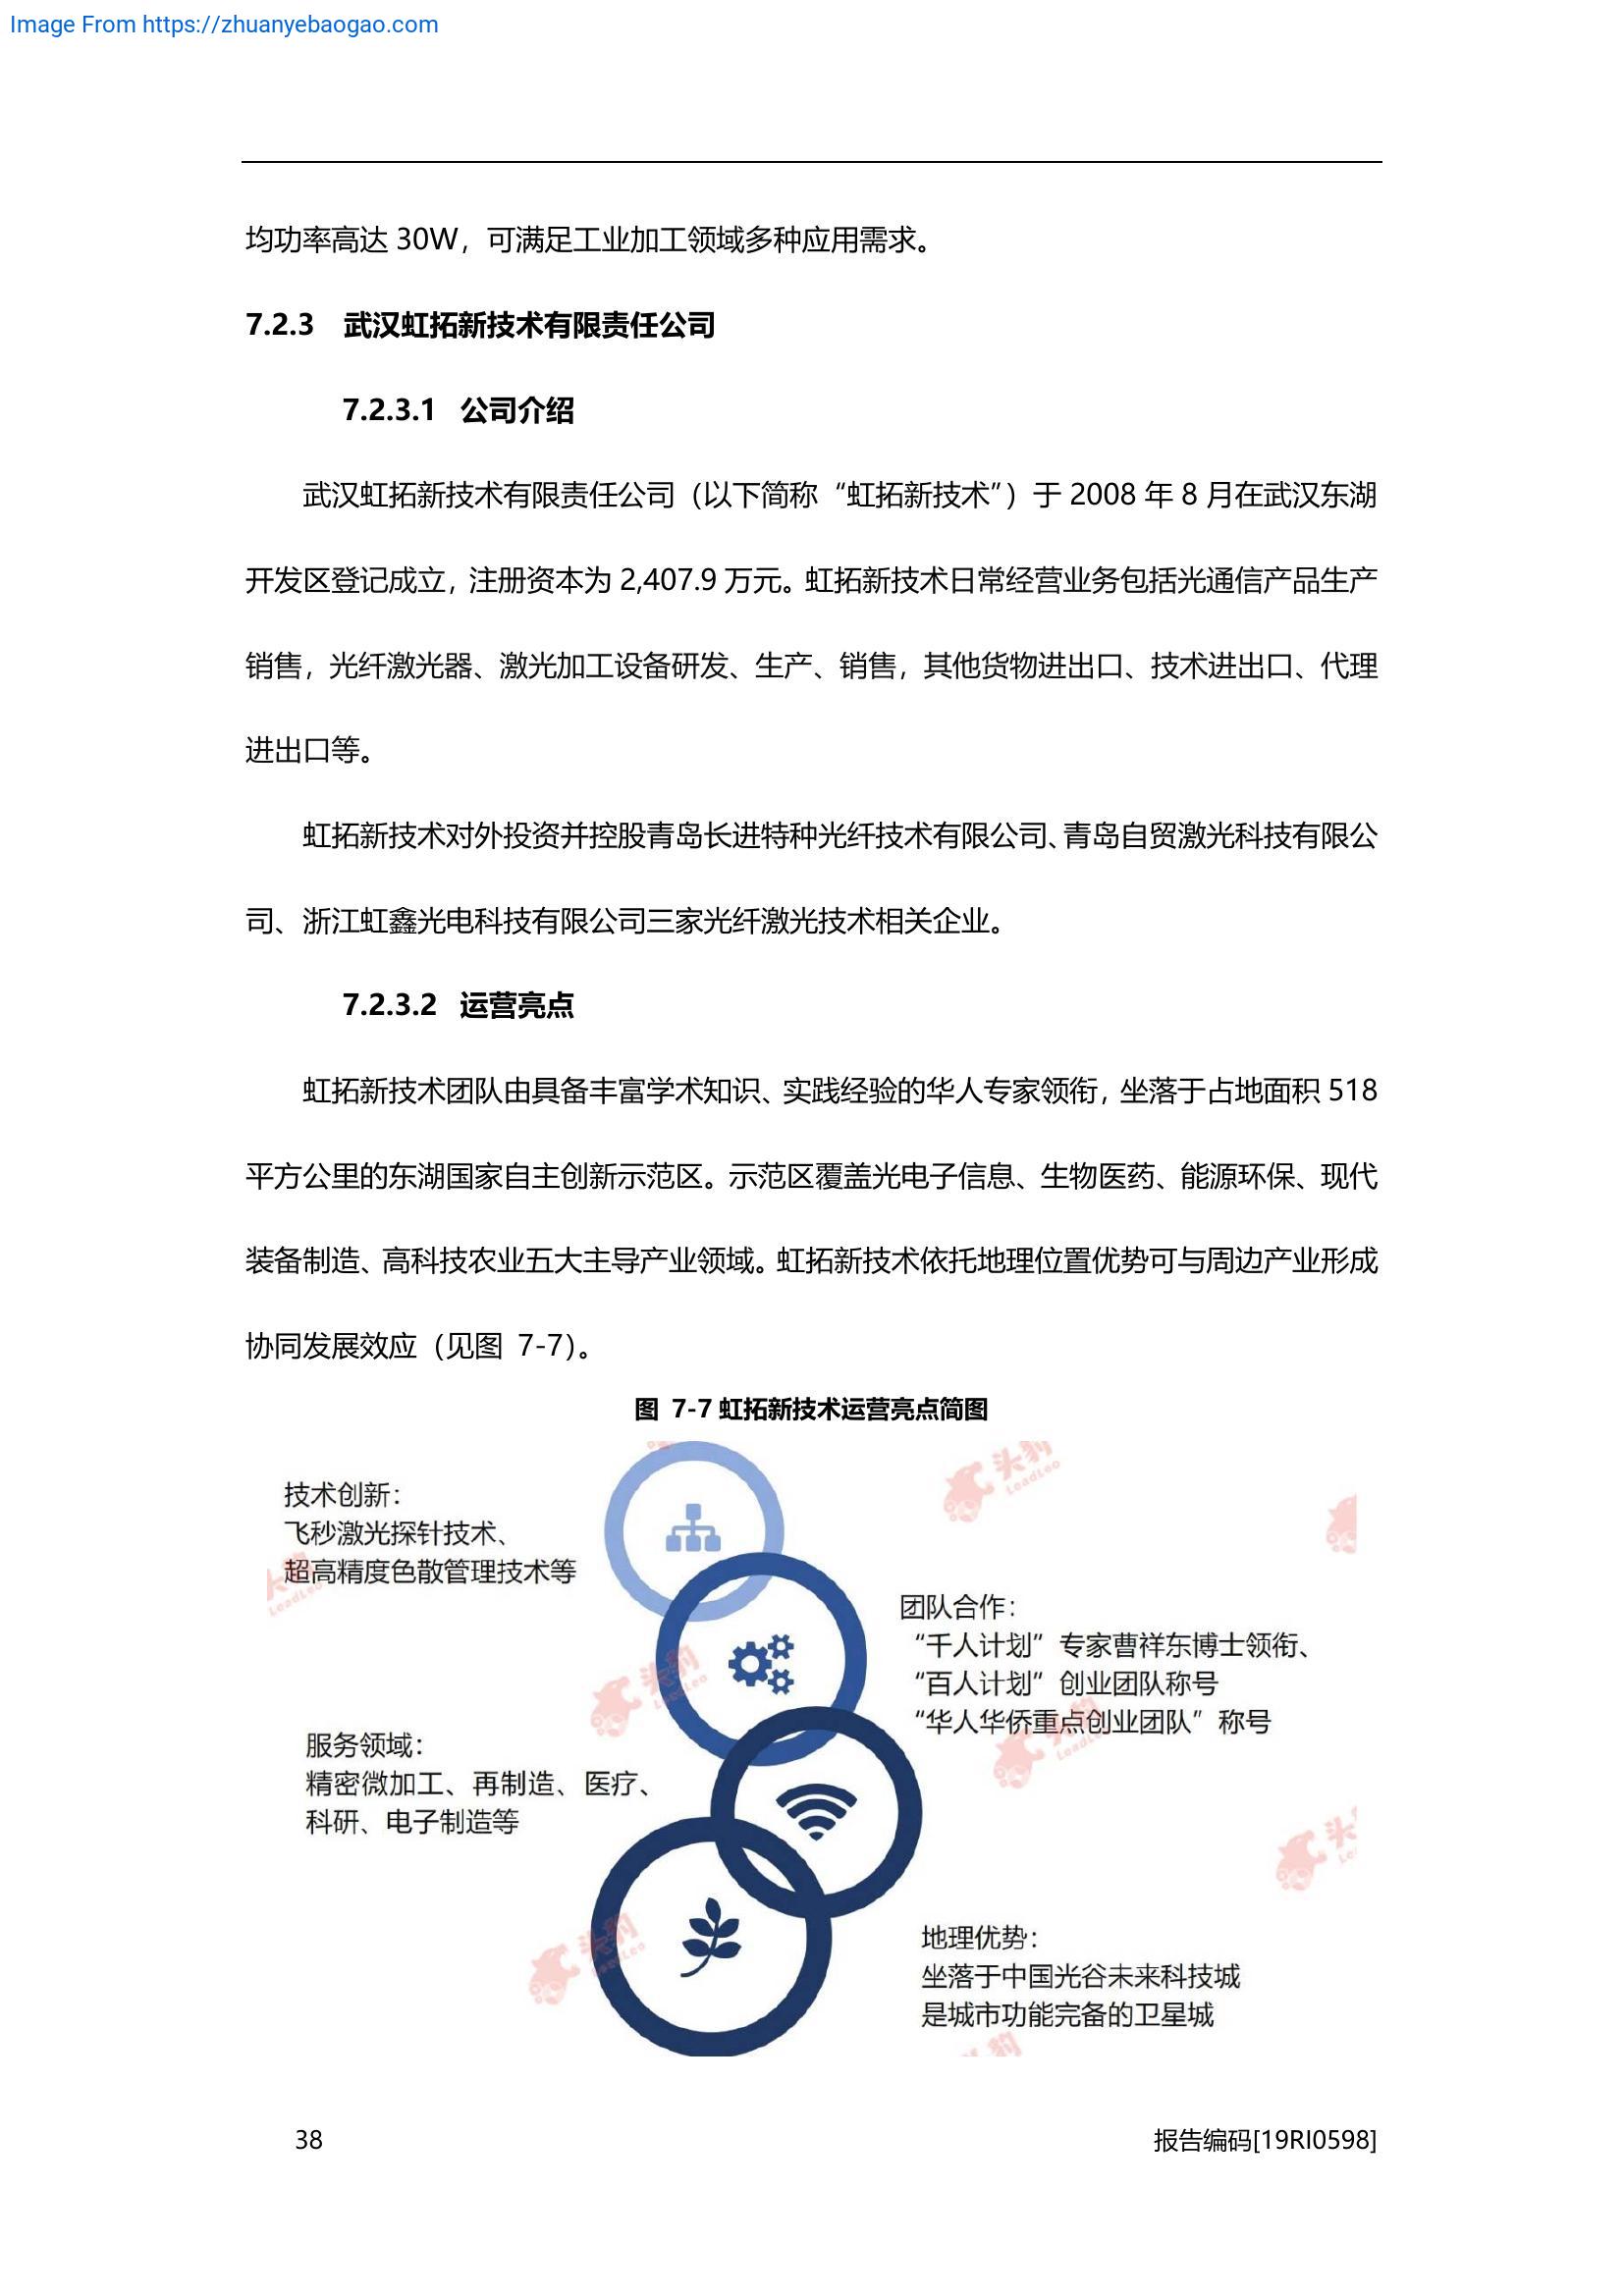 Image From https://zhuanyebaogao.com
均功率高达 30W，可满足工业加工领域多种应用需求。
7.2.3 武汉虹拓新技术有限责任公司
7.2.3.1 公司介绍
武汉虹拓新技术有限责任公司（以下简称“虹拓新技术”）于 2008 年 8 月在武汉东湖
开发区登记成立，注册资本为 2,407.9 万元。虹拓新技术日常经营业务包括光通信产品生产
销售，光纤激光器、激光加工设备研发、生产、销售，其他货物进出口、技术进出口、代理
进出口等。
虹拓新技术对外投资并控股青岛长进特种光纤技术有限公司、青岛自贸激光科技有限公
司、浙江虹鑫光电科技有限公司三家光纤激光技术相关企业。
7.2.3.2 运营亮点
虹拓新技术团队由具备丰富学术知识、实践经验的华人专家领衔，坐落于占地面积 518
平方公里的东湖国家自主创新示范区。示范区覆盖光电子信息、生物医药、能源环保、现代
装备制造、高科技农业五大主导产业领域。虹拓新技术依托地理位置优势可与周边产业形成
协同发展效应（见图 7-7）。
图 7-7 虹拓新技术运营亮点简图
技术创新：
飞秒激光探针技术、
超高精度色散管理技术等
团队合作：
“千人计划”专家曹祥东博士领衔、
“百人计划”创业团队称号
“华人华侨重点创业团队”称号
服务领域：
精密微加工、再制造、医疗、
科研、电子制造等
地理优势：
坐落于中国光谷未来科技城
是城市功能完备的卫星城
头豹
LeadLeo
38
报告编码[19RI0598]